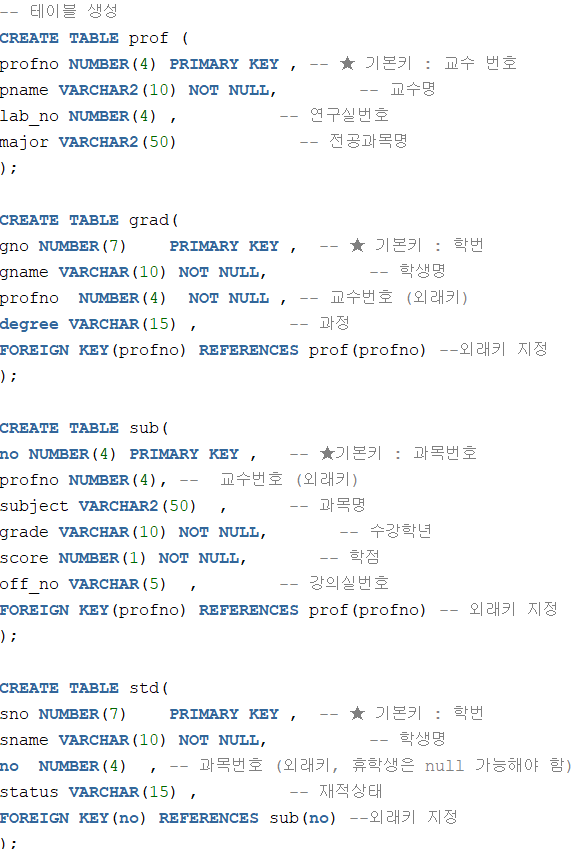 -- 테이블 생성
CREATE TABLE prof (
profno NUMBER(4) PRIMARY KEY , -- ★ 기본키 : 교수 번호
pname VARCHAR2(10) NOT NULL, -- 교수명
lab_no NUMBER(4) , -- 연구실번호
major VARCHAR2(50) -- 전공과목명
);
CREATE TABLE grad(
gno NUMBER(7) PRIMARY KEY , -- ★ 기본키 : 학번
gname VARCHAR(10) NOT NULL, -- 학생명
profno NUMBER(4) NOT NULL , -- 교수번호 (외래키)
degree VARCHAR(15) , -- 과정
FOREIGN KEY(profno) REFERENCES prof(profno) --외래키 지정
);
CREATE TABLE sub(
no NUMBER(4) PRIMARY KEY , -- ★기본키 : 과목번호
profno NUMBER(4), -- 교수번호 (외래키)
subject VARCHAR2(50) , -- 과목명
grade VARCHAR(10) NOT NULL, -- 수강학년
score NUMBER(1) NOT NULL, -- 학점
off_no VARCHAR(5) , -- 강의실번호
FOREIGN KEY(profno) REFERENCES prof(profno) -- 외래키 지정
);
CREATE TABLE std(
sno NUMBER(7) PRIMARY KEY , -- ★ 기본키 : 학번
sname VARCHAR(10) NOT NULL, -- 학생명
no NUMBER(4) , -- 과목번호 (외래키, 휴학생은 null 가능해야 함)
status VARCHAR(15) , -- 재적상태
FOREIGN KEY(no) REFERENCES sub(no) --외래키 지정
);